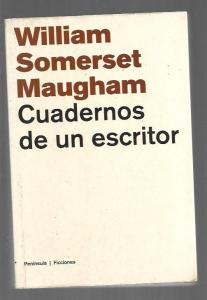 William
Somerset
Maugham
Cuadernos
de un escritor
Península | Ficciones